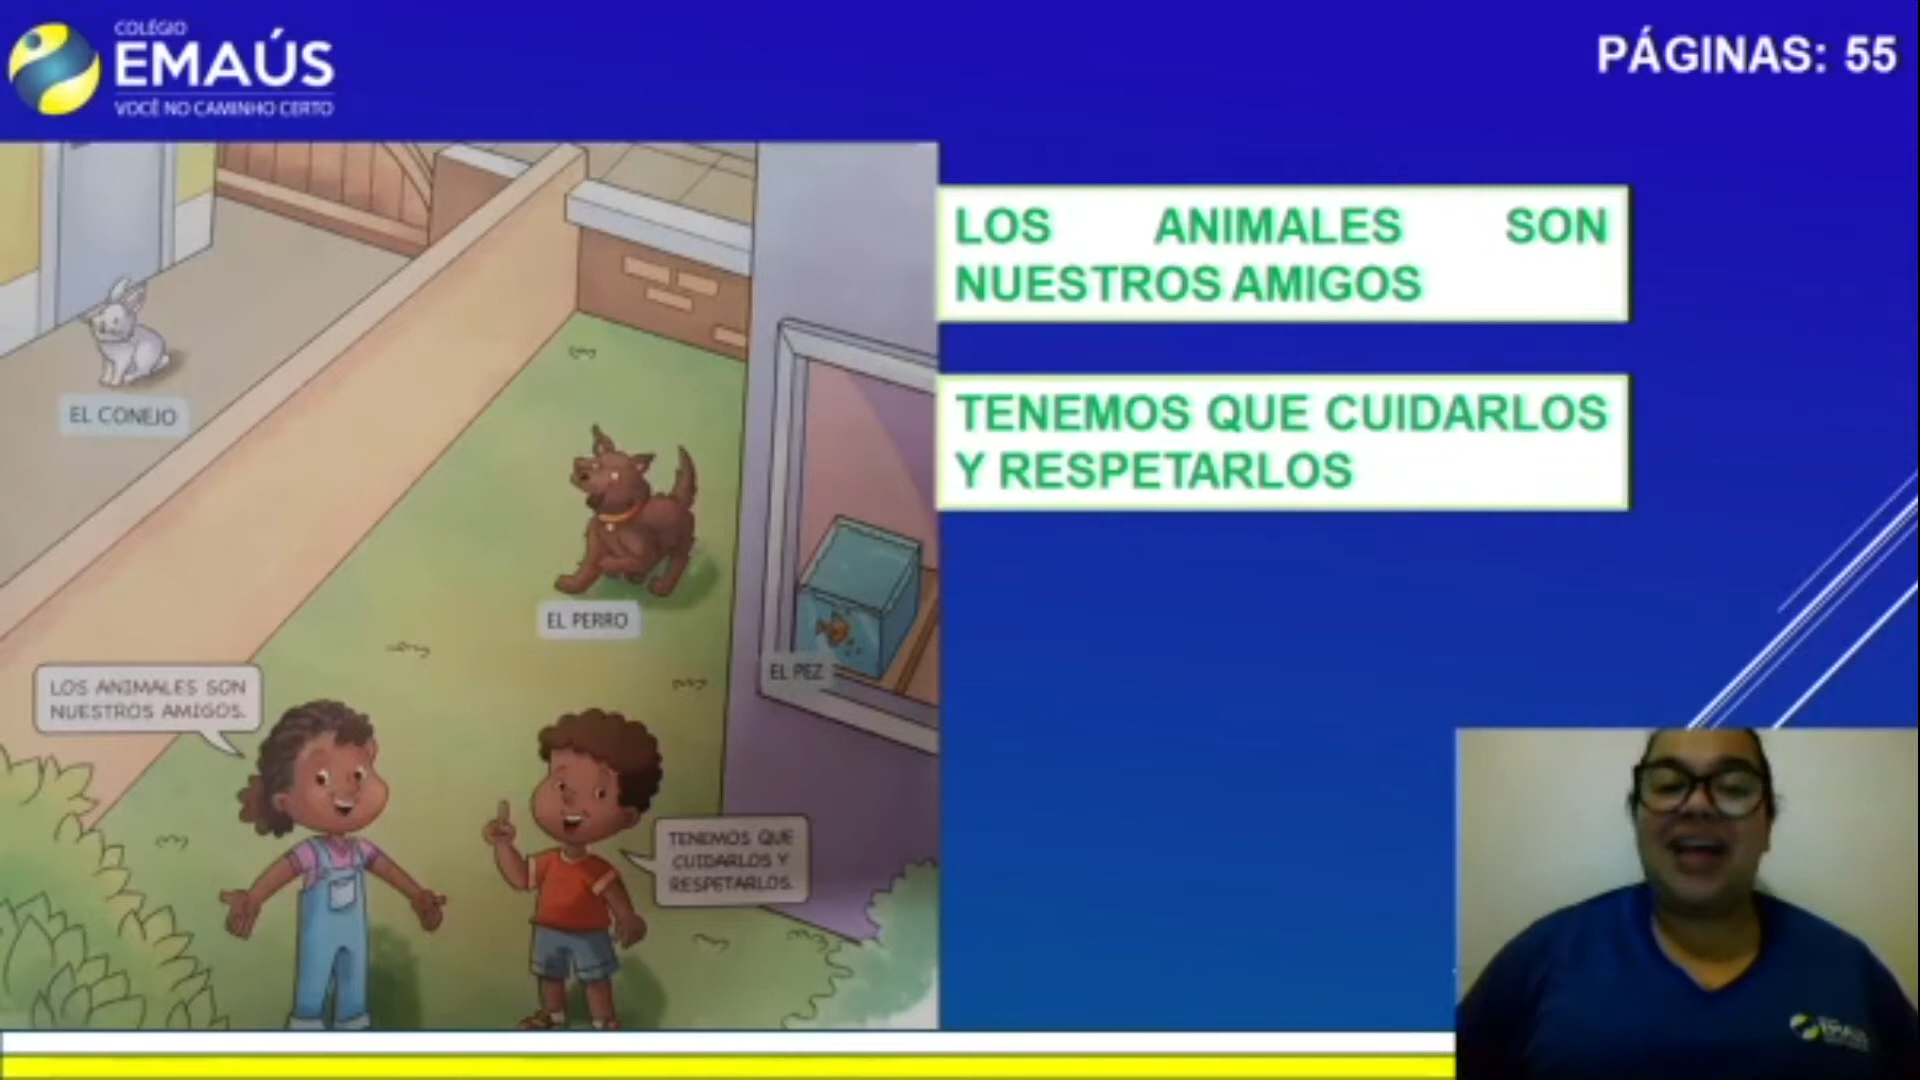 COLÉGIO
EMAÚS
VOCÊ NO CAMINHO CERTO
PÁGINAS: 55
LOS ANIMALES SON
NUESTROS AMIGOS
TENEMOS QUE CUIDARLOS
Y RESPETARLOS
EL CONEJO
EL PERRO
EL PEZ
LOS ANIMALES SON
NUESTROS AMIGOS.
TENEMOS QUE
CUIDARLOS Y
RESPETARLOS.
EMAÚS